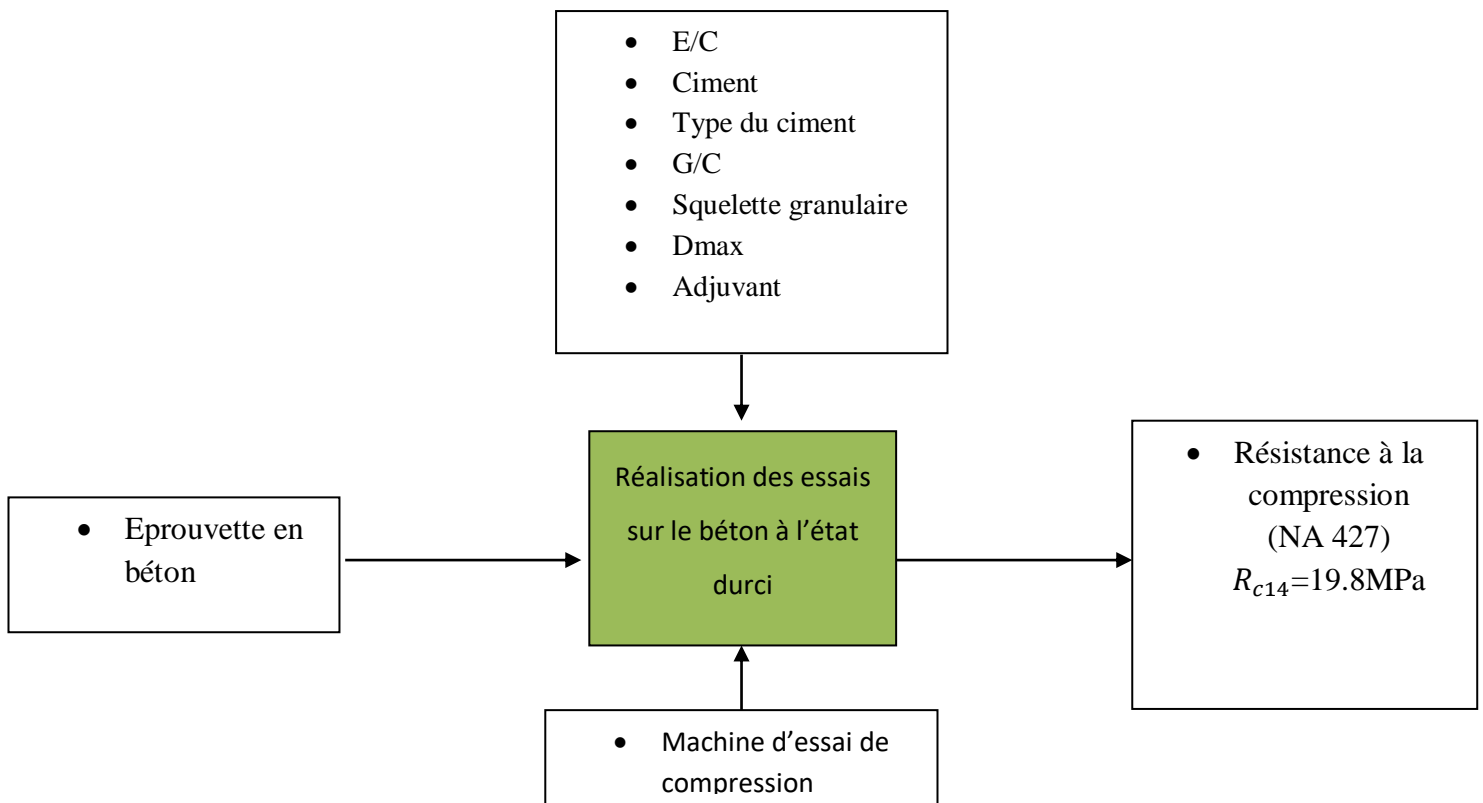 • E/C
• Ciment
• Type du ciment
• G/C
• Squelette granulaire
• Dmax
• Adjuvant
• Eprouvette en
béton
Réalisation des essais
sur le béton à l’état
durci
• Résistance à la
compression
(NA 427)
𝑅𝑐14=19.8MPa
• Machine d’essai de
compression